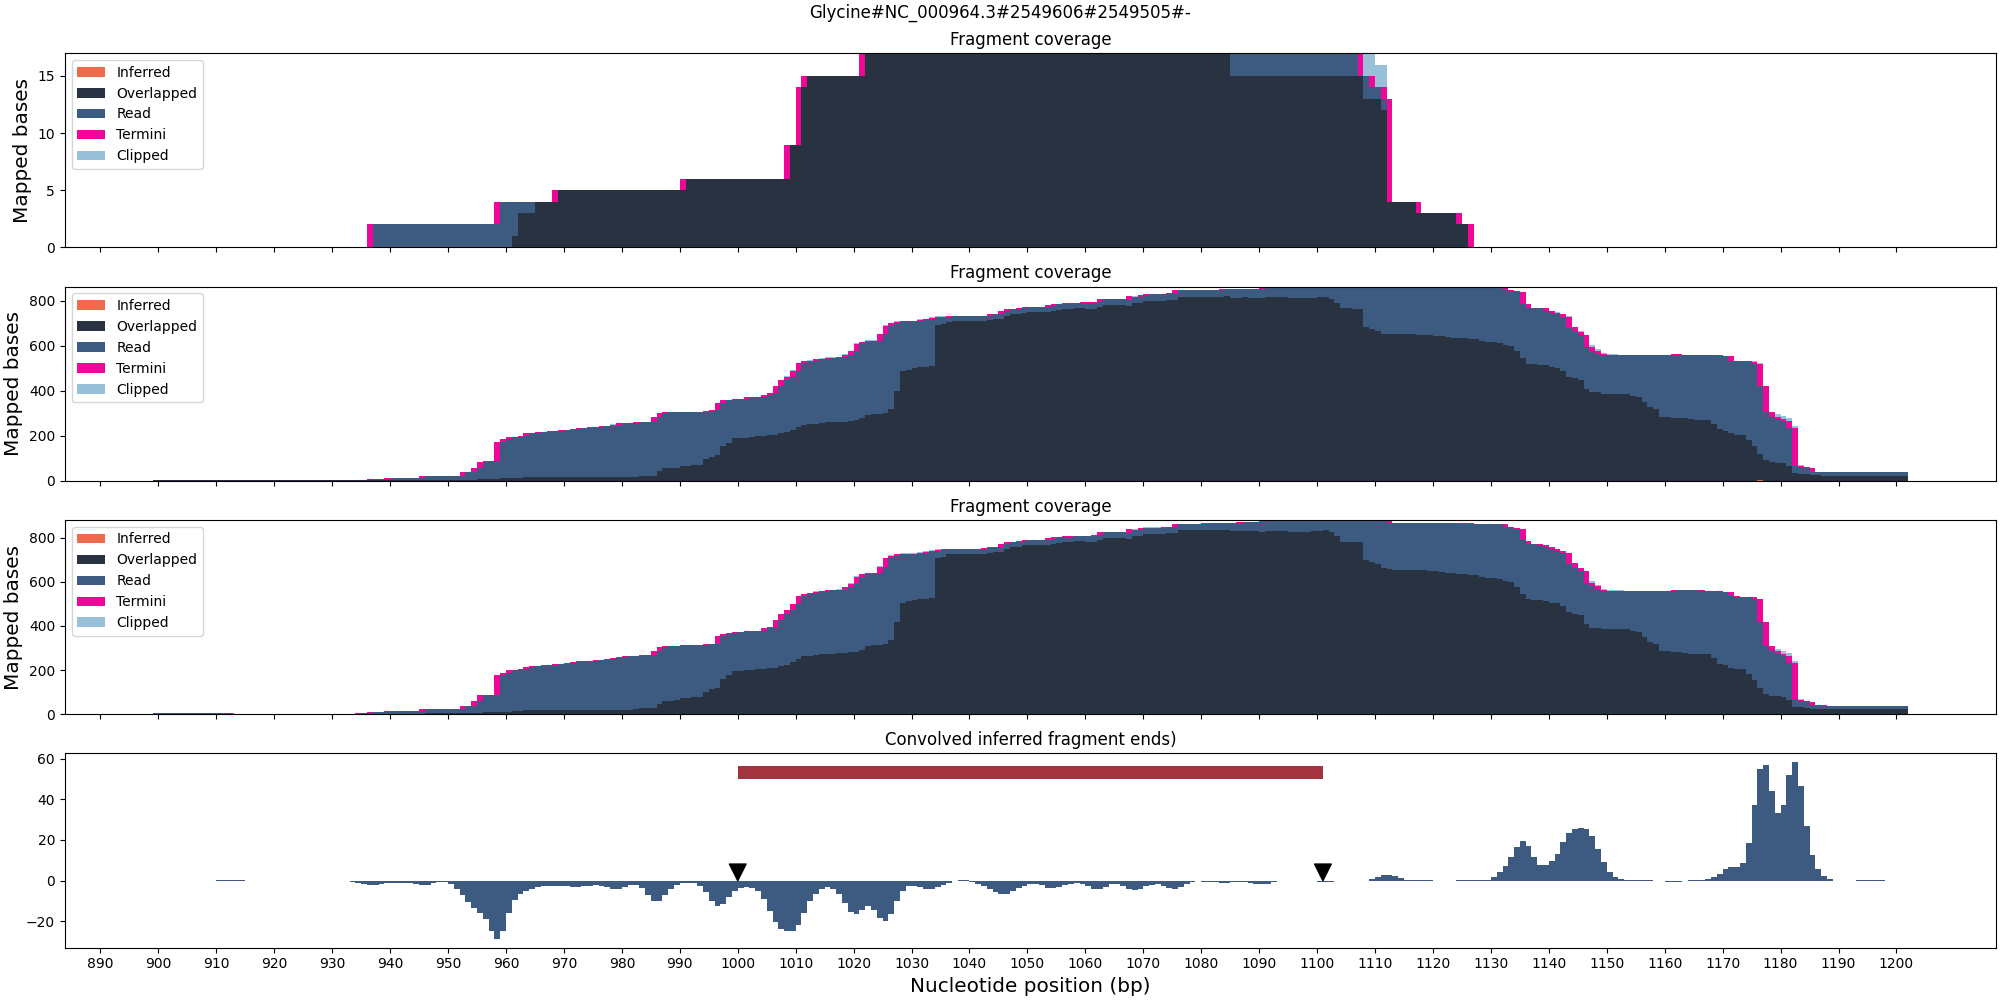 Glycine#NC_000964.3#2549606#2549505#-
Fragment coverage
Mapped bases
15
10
5
0
Inferred
Overlapped
Read
Termini
Clipped
Fragment coverage
Mapped bases
800
600
400
200
0
Inferred
Overlapped
Read
Termini
Clipped
Fragment coverage
Mapped bases
800
600
400
200
0
Inferred
Overlapped
Read
Termini
Clipped
Convolved inferred fragment ends)
60
40
20
0
−20
890 900 910 920 930 940 950 960 970 980 990 1000 1010 1020 1030 1040 1050 1060 1070 1080 1090 1100 1110 1120 1130 1140 1150 1160 1170 1180 1190 1200
Nucleotide position (bp)